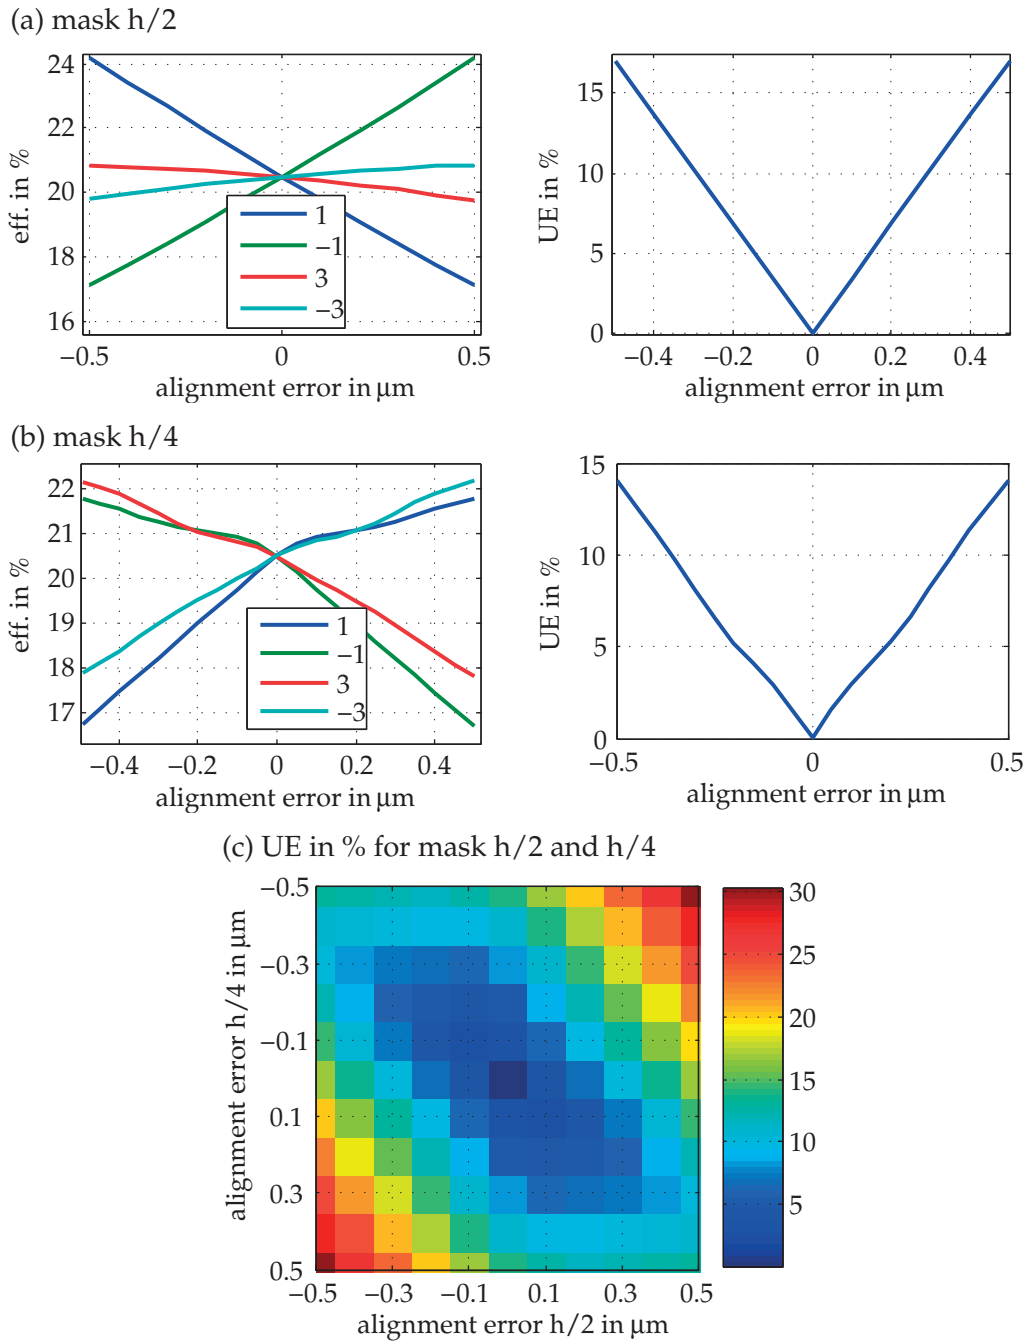 (a) mask h/2
24
22
20
18
16
eff. in %
1
−1
3
−3
−0.5 0 0.5
alignment error in μm
15
10
5
0
UE in %
−0.4 −0.2 0 0.2 0.4
alignment error in μm
(b) mask h/4
22
21
20
19
18
17
eff. in %
1
−1
3
−3
−0.4 −0.2 0 0.2 0.4
alignment error in μm
15
10
5
0
UE in %
−0.5 0 0.5
alignment error in μm
(c) UE in % for mask h/2 and h/4
−0.5
−0.3
−0.1
0.1
0.3
0.5
alignment error h/4 in μm
−0.5 −0.3 −0.1 0.1 0.3 0.5
alignment error h/2 in μm
30
25
20
15
10
5